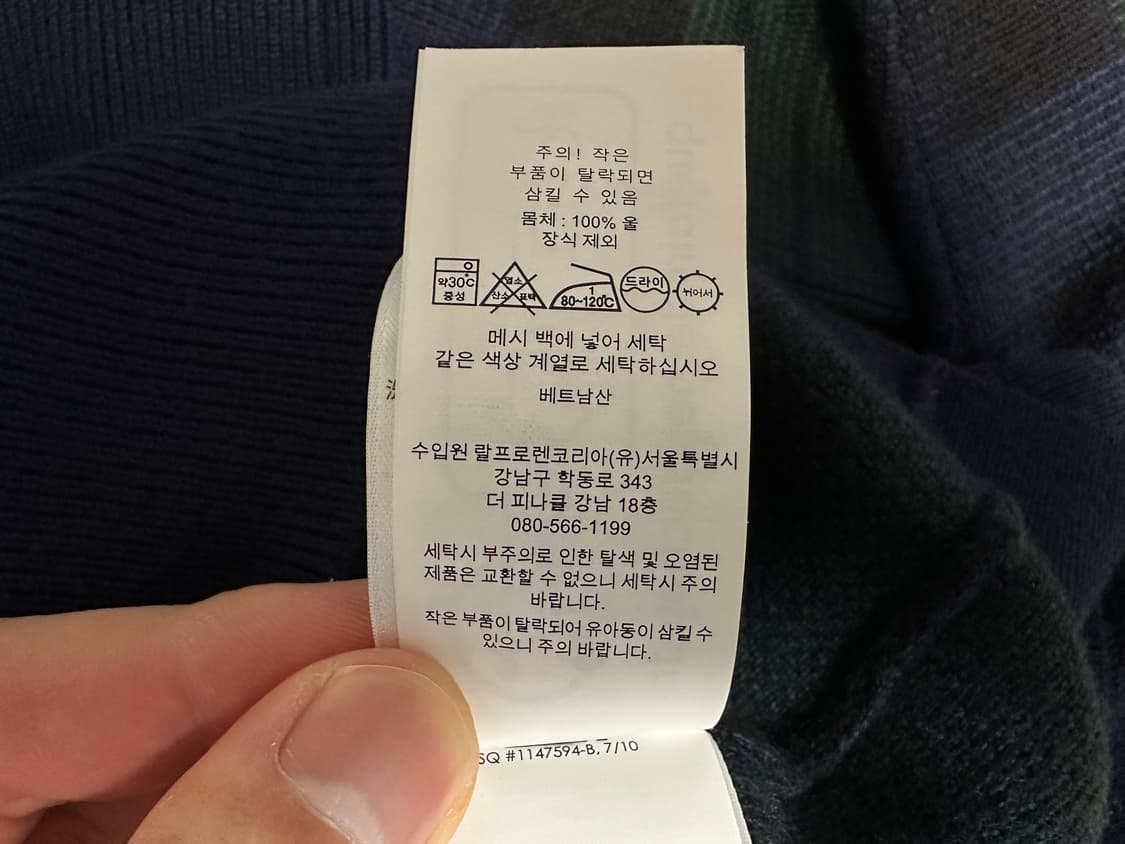 주의! 작은
부품이 탈락되면
삼킬 수 있음
몸체 : 100% 울
장식 제외
약30℃
중성
염소
산소 표백
1
80~120℃
드라이
뉘어서
메시 백에 넣어 세탁
같은 색상 계열로 세탁하십시오
베트남산
수입원 랄프로렌코리아(유)서울특별시
강남구 학동로 343
더 피나클 강남 18층
080-566-1199
세탁시 부주의로 인한 탈색 및 오염된
제품은 교환할 수 없으니 세탁시 주의
바랍니다.
작은 부품이 탈락되어 유아동이 삼킬 수
있으니 주의 바랍니다.
SQ #1147594-B, 7/10